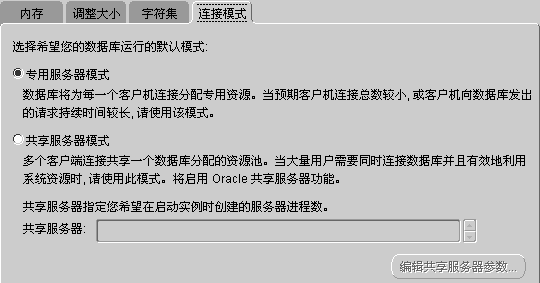 内存 调整大小 字符集 连接模式
选择希望您的数据库运行的默认模式:
专用服务器模式
数据库将为每一个客户机连接分配专用资源。当预期客户机连接总数较小, 或客户机向数据库发出
的请求持续时间较长, 请使用该模式。
共享服务器模式
多个客户端连接共享一个数据库分配的资源池。当大量用户需要同时连接数据库并且有效地利用
系统资源时, 请使用此模式。将启用 Oracle 共享服务器功能。
共享服务器指定您希望在启动实例时创建的服务器进程数。
共享服务器:
编辑共享服务器参数...